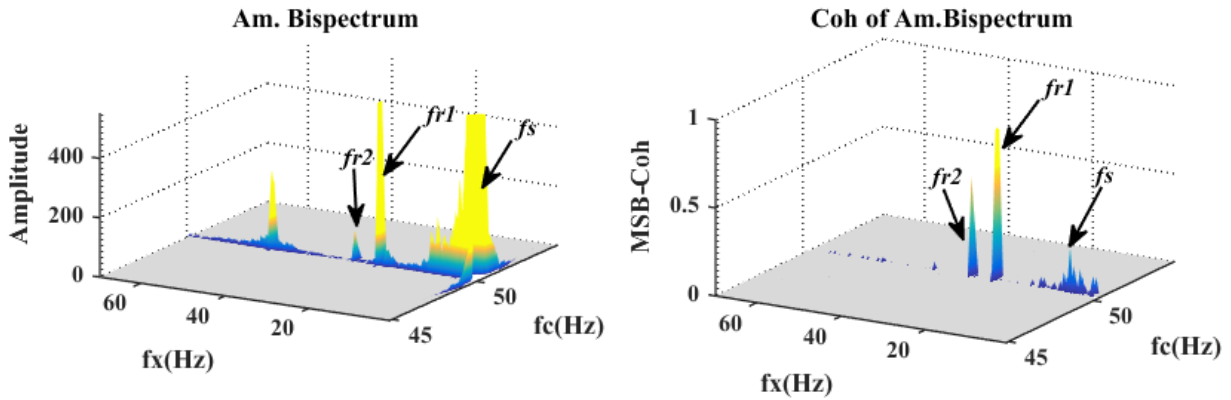 Am. Bispectrum
Amplitude
400
200
0
fr1
fs
fr2
60
40
20
45
50
fx(Hz)
fc(Hz)
Coh of Am.Bispectrum
MSB-Coh
1
0.5
0
fr1
fr2
fs
60
40
20
45
50
fx(Hz)
fc(Hz)